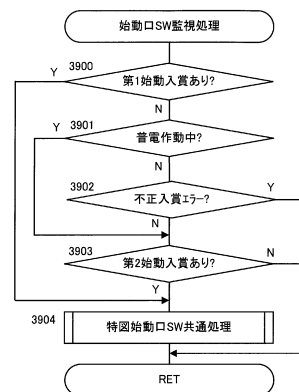 始動口SW監視処理
3900
Y
第1始動入賞あり?
N
Y
3901
普電作動中?
N
3902
Y
不正入賞エラー?
N
3903
N
第2始動入賞あり?
Y
3904
特図始動口SW共通処理
RET